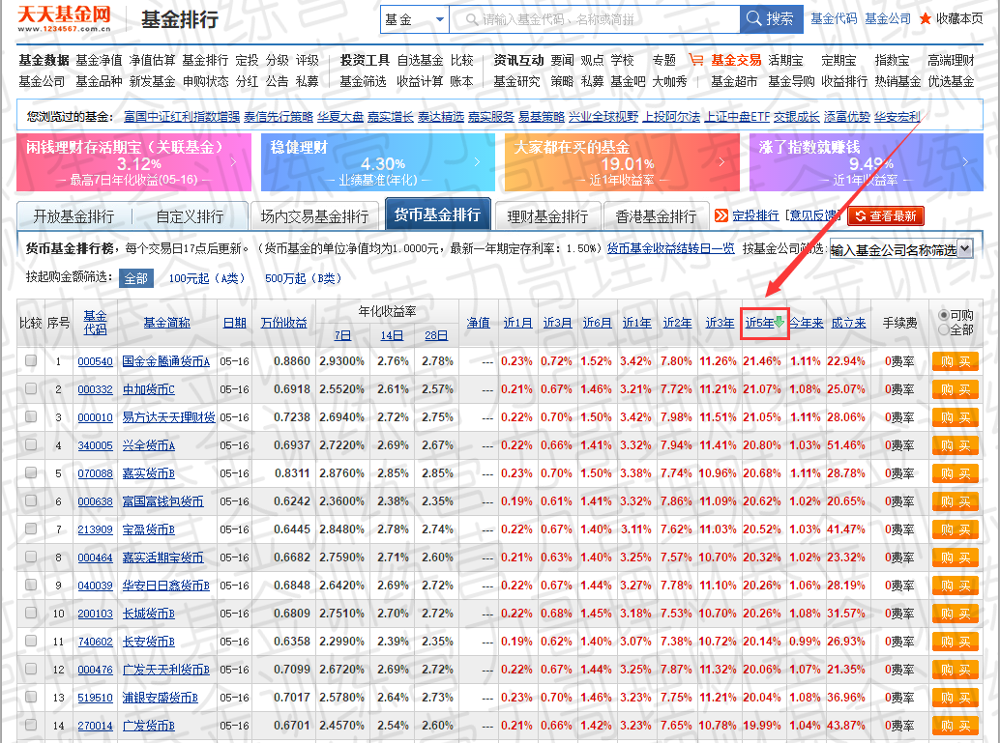 天天基金网 基金排行 基金 请输入基金代码、名称或简拼 搜索 基金代码 基金公司 收藏本页
www.1234567.com.cn
基金数据 基金净值 净值估算 基金排行 定投 分级 评级 投资工具 自选基金 比较 资讯互动 要闻 观点 学校 专题 基金交易 活期宝 定期宝 指数宝 高端理财
基金公司 基金品种 新发基金 申购状态 分红 公告 私募 基金筛选 收益计算 账本 基金研究 策略 私募 基金吧 大咖秀 基金超市 基金导购 收益排行 热销基金 优选基金
您浏览过的基金: 富国中证红利指数增强 泰信先行策略 华夏大盘 嘉实增长 泰达精选 嘉实服务 易基策略 兴业全球视野 上投阿尔法 上证中盘ETF 交银成长 添富优势 华安宏利
闲钱理财存活期宝（关联基金） 稳健理财 大家都在买的基金 涨了指数就赚钱
3.12% 4.30% 19.01% 9.49%
最高7日年化收益(05-16) 业绩基准(年化) 近1年收益率 近1年收益率
开放基金排行 自定义排行 场内交易基金排行 货币基金排行 理财基金排行 香港基金排行 定投排行 [意见反馈] 查看最新
货币基金排行榜，每个交易日17点后更新。（货币基金的单位净值均为1.0000元，最新一年期定存利率：1.50%）货币基金收益结转日一览 按基金公司筛选: 输入基金公司名称筛选
按起购金额筛选: 全部 100元起（A类） 500万起（B类）
比较 序号 基金代码 基金简称 日期 万份收益 年化收益率 7日 14日 28日 净值 近1月 近3月 近6月 近1年 近2年 近3年 近5年 今年来 成立来 手续费 可购 全部
1 000540 国金金腾通货币A 05-16 0.8860 2.9300% 2.76% 2.78% --- 0.23% 0.72% 1.52% 3.42% 7.80% 11.26% 21.46% 1.11% 22.94% 0费率 购 买
2 000332 中加货币C 05-16 0.6918 2.5520% 2.61% 2.57% --- 0.21% 0.67% 1.46% 3.21% 7.72% 11.21% 21.07% 1.08% 25.07% 0费率 购 买
3 000010 易方达天天理财货 05-16 0.7238 2.6940% 2.72% 2.75% --- 0.22% 0.70% 1.50% 3.42% 7.98% 11.51% 21.05% 1.11% 28.06% 0费率 购 买
4 340005 兴全货币A 05-16 0.6937 2.7220% 2.69% 2.67% --- 0.22% 0.66% 1.41% 3.32% 7.94% 11.41% 20.80% 1.03% 51.46% 0费率 购 买
5 070088 嘉实货币B 05-16 0.8311 2.8760% 2.85% 2.85% --- 0.23% 0.70% 1.50% 3.38% 7.74% 10.96% 20.68% 1.11% 28.78% 0费率 购 买
6 000638 富国富钱包货币 05-16 0.6242 2.3600% 2.38% 2.35% --- 0.19% 0.61% 1.41% 3.32% 7.86% 11.09% 20.62% 1.02% 20.65% 0费率 购 买
7 213909 宝盈货币B 05-16 0.6445 2.8480% 2.78% 2.74% --- 0.22% 0.67% 1.40% 3.11% 7.62% 11.03% 20.52% 1.03% 41.47% 0费率 购 买
8 000464 嘉实活期宝货币 05-16 0.6682 2.7590% 2.71% 2.60% --- 0.21% 0.63% 1.40% 3.25% 7.57% 10.70% 20.32% 1.02% 23.32% 0费率 购 买
9 040039 华安日日鑫货币B 05-16 0.6848 2.6420% 2.69% 2.72% --- 0.22% 0.67% 1.44% 3.27% 7.78% 11.10% 20.26% 1.06% 28.19% 0费率 购 买
10 200103 长城货币B 05-16 0.6809 2.7510% 2.70% 2.72% --- 0.22% 0.68% 1.45% 3.18% 7.53% 10.70% 20.26% 1.08% 31.57% 0费率 购 买
11 740602 长安货币B 05-16 0.6358 2.2990% 2.39% 2.35% --- 0.19% 0.62% 1.40% 3.07% 7.38% 10.72% 20.14% 0.99% 26.93% 0费率 购 买
12 000476 广发天天利货币B 05-16 0.7099 2.6720% 2.69% 2.72% --- 0.22% 0.67% 1.44% 3.25% 7.87% 11.32% 20.06% 1.07% 21.35% 0费率 购 买
13 519510 浦银安盛货币B 05-16 0.7017 2.5780% 2.64% 2.73% --- 0.23% 0.70% 1.46% 3.23% 7.75% 11.21% 20.04% 1.08% 36.96% 0费率 购 买
14 270014 广发货币B 05-16 0.6701 2.4570% 2.54% 2.60% --- 0.21% 0.66% 1.42% 3.23% 7.65% 10.78% 19.99% 1.04% 43.87% 0费率 购 买